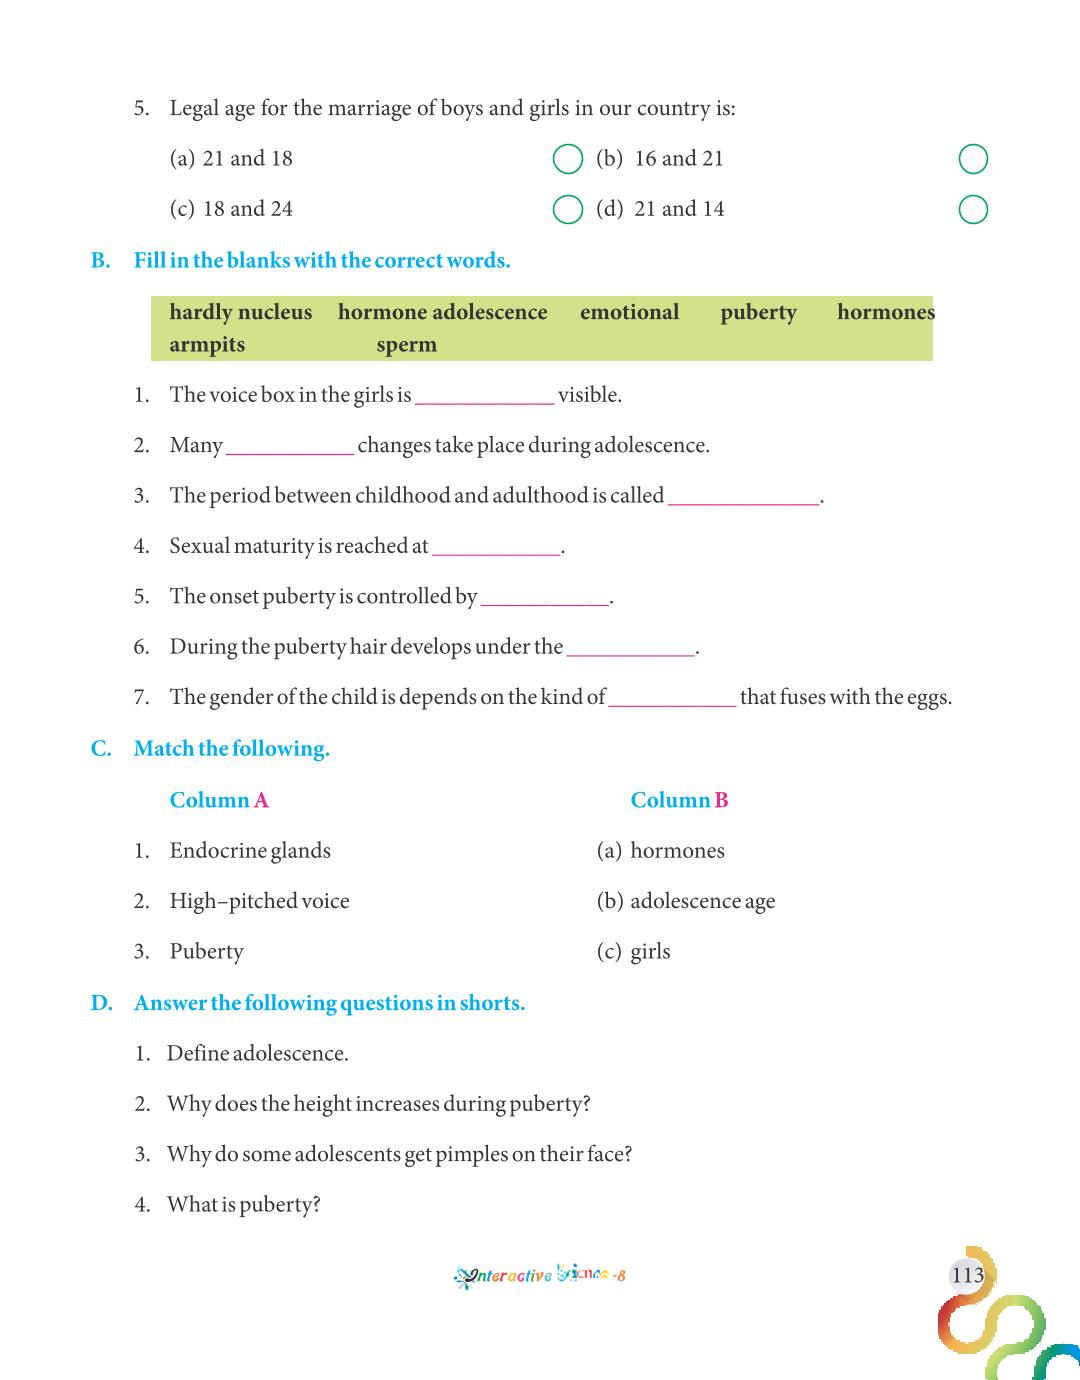 5. Legal age for the marriage of boys and girls in our country is:
(a) 21 and 18 (b) 16 and 21
(c) 18 and 24 (d) 21 and 14
B. Fill in the blanks with the correct words.
hardly nucleus hormone adolescence emotional puberty hormones
armpits sperm
1. The voice box in the girls is ____________ visible.
2. Many ___________ changes take place during adolescence.
3. The period between childhood and adulthood is called _____________.
4. Sexual maturity is reached at ___________.
5. The onset puberty is controlled by ___________.
6. During the puberty hair develops under the ___________.
7. The gender of the child is depends on the kind of ___________ that fuses with the eggs.
C. Match the following.
Column A Column B
1. Endocrine glands (a) hormones
2. High–pitched voice (b) adolescence age
3. Puberty (c) girls
D. Answer the following questions in shorts.
1. Define adolescence.
2. Why does the height increases during puberty?
3. Why do some adolescents get pimples on their face?
4. What is puberty?
Interactive Science-8 113